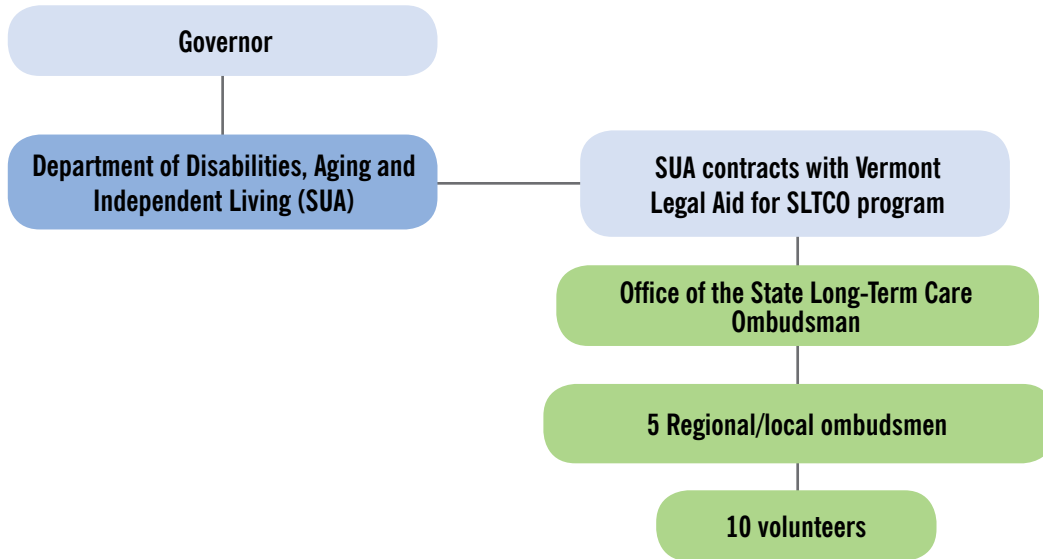 Governor
Department of Disabilities, Aging and
Independent Living (SUA)
SUA contracts with Vermont
Legal Aid for SLTCO program
Office of the State Long-Term Care
Ombudsman
5 Regional/local ombudsmen
10 volunteers